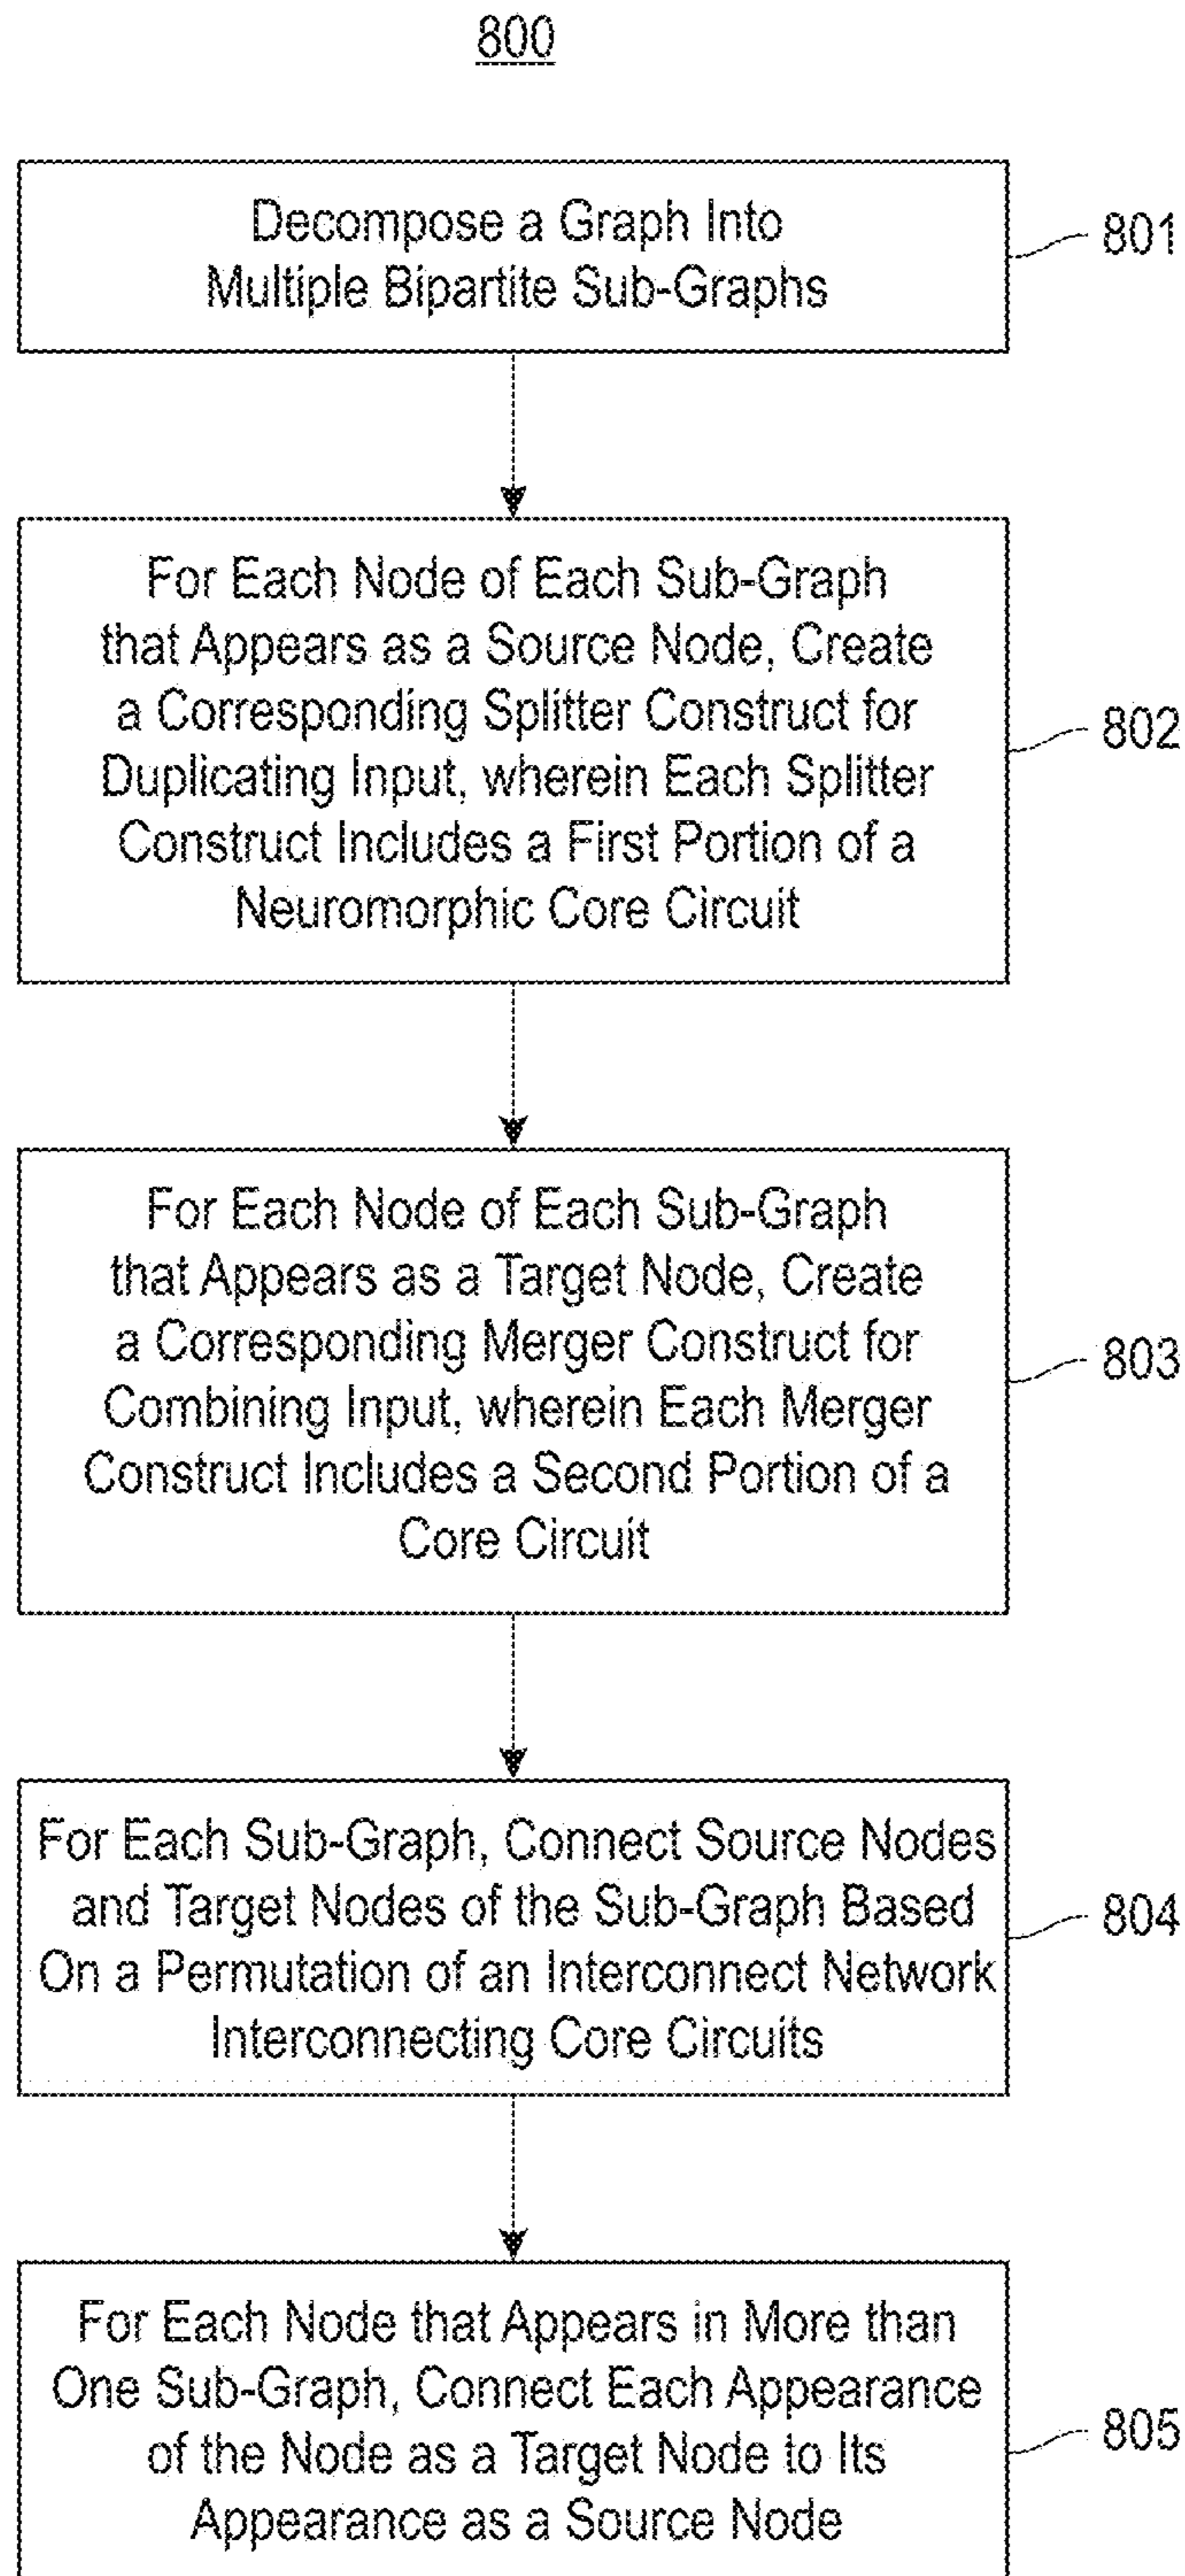 800
Decompose a Graph Into
Multiple Bipartite Sub-Graphs
801
For Each Node of Each Sub-Graph
that Appears as a Source Node, Create
a Corresponding Splitter Construct for
Duplicating Input, wherein Each Splitter
Construct Includes a First Portion of a
Neuromorphic Core Circuit
802
For Each Node of Each Sub-Graph
that Appears as a Target Node, Create
a Corresponding Merger Construct for
Combining Input, wherein Each Merger
Construct Includes a Second Portion of a
Core Circuit
803
For Each Sub-Graph, Connect Source Nodes
and Target Nodes of the Sub-Graph Based
On a Permutation of an Interconnect Network
Interconnecting Core Circuits
804
For Each Node that Appears in More than
One Sub-Graph, Connect Each Appearance
of the Node as a Target Node to Its
Appearance as a Source Node
805